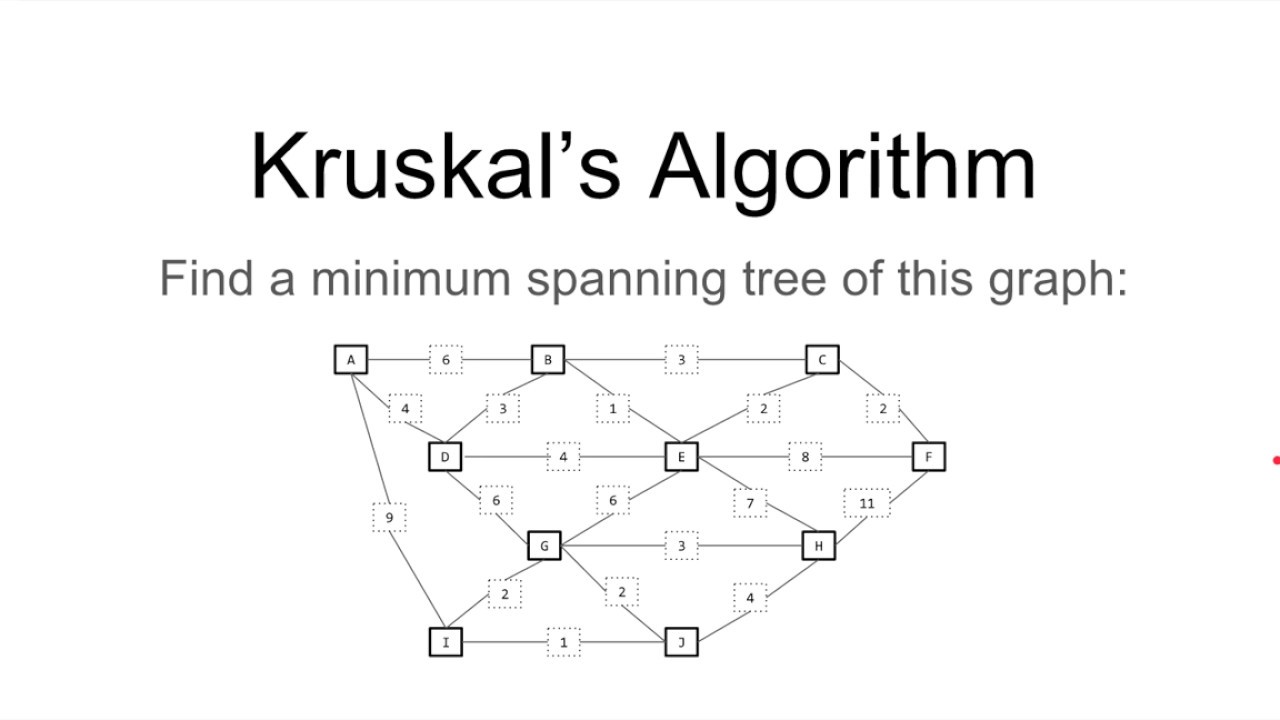 Kruskal’s Algorithm
Find a minimum spanning tree of this graph:
A 6 B 3 C
4 3 1 2 2
D 4 E 8 F
6 6 7 11
9
G 3 H
2 2 4
I 1 J